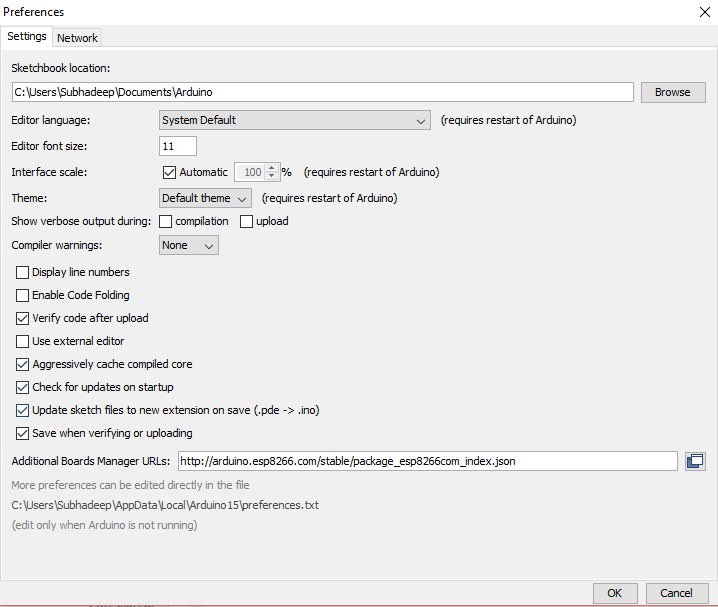 Preferences
Settings Network
Sketchbook location:
C:\Users\Subhadeep\Documents\Arduino Browse
Editor language: System Default (requires restart of Arduino)
Editor font size: 11
Interface scale: Automatic 100 % (requires restart of Arduino)
Theme: Default theme (requires restart of Arduino)
Show verbose output during: compilation upload
Compiler warnings: None
Display line numbers
Enable Code Folding
Verify code after upload
Use external editor
Aggressively cache compiled core
Check for updates on startup
Update sketch files to new extension on save (.pde -> .ino)
Save when verifying or uploading
Additional Boards Manager URLs: http://arduino.esp8266.com/stable/package_esp8266com_index.json
More preferences can be edited directly in the file
C:\Users\Subhadeep\AppData\Local\Arduino15\preferences.txt
(edit only when Arduino is not running)
OK Cancel